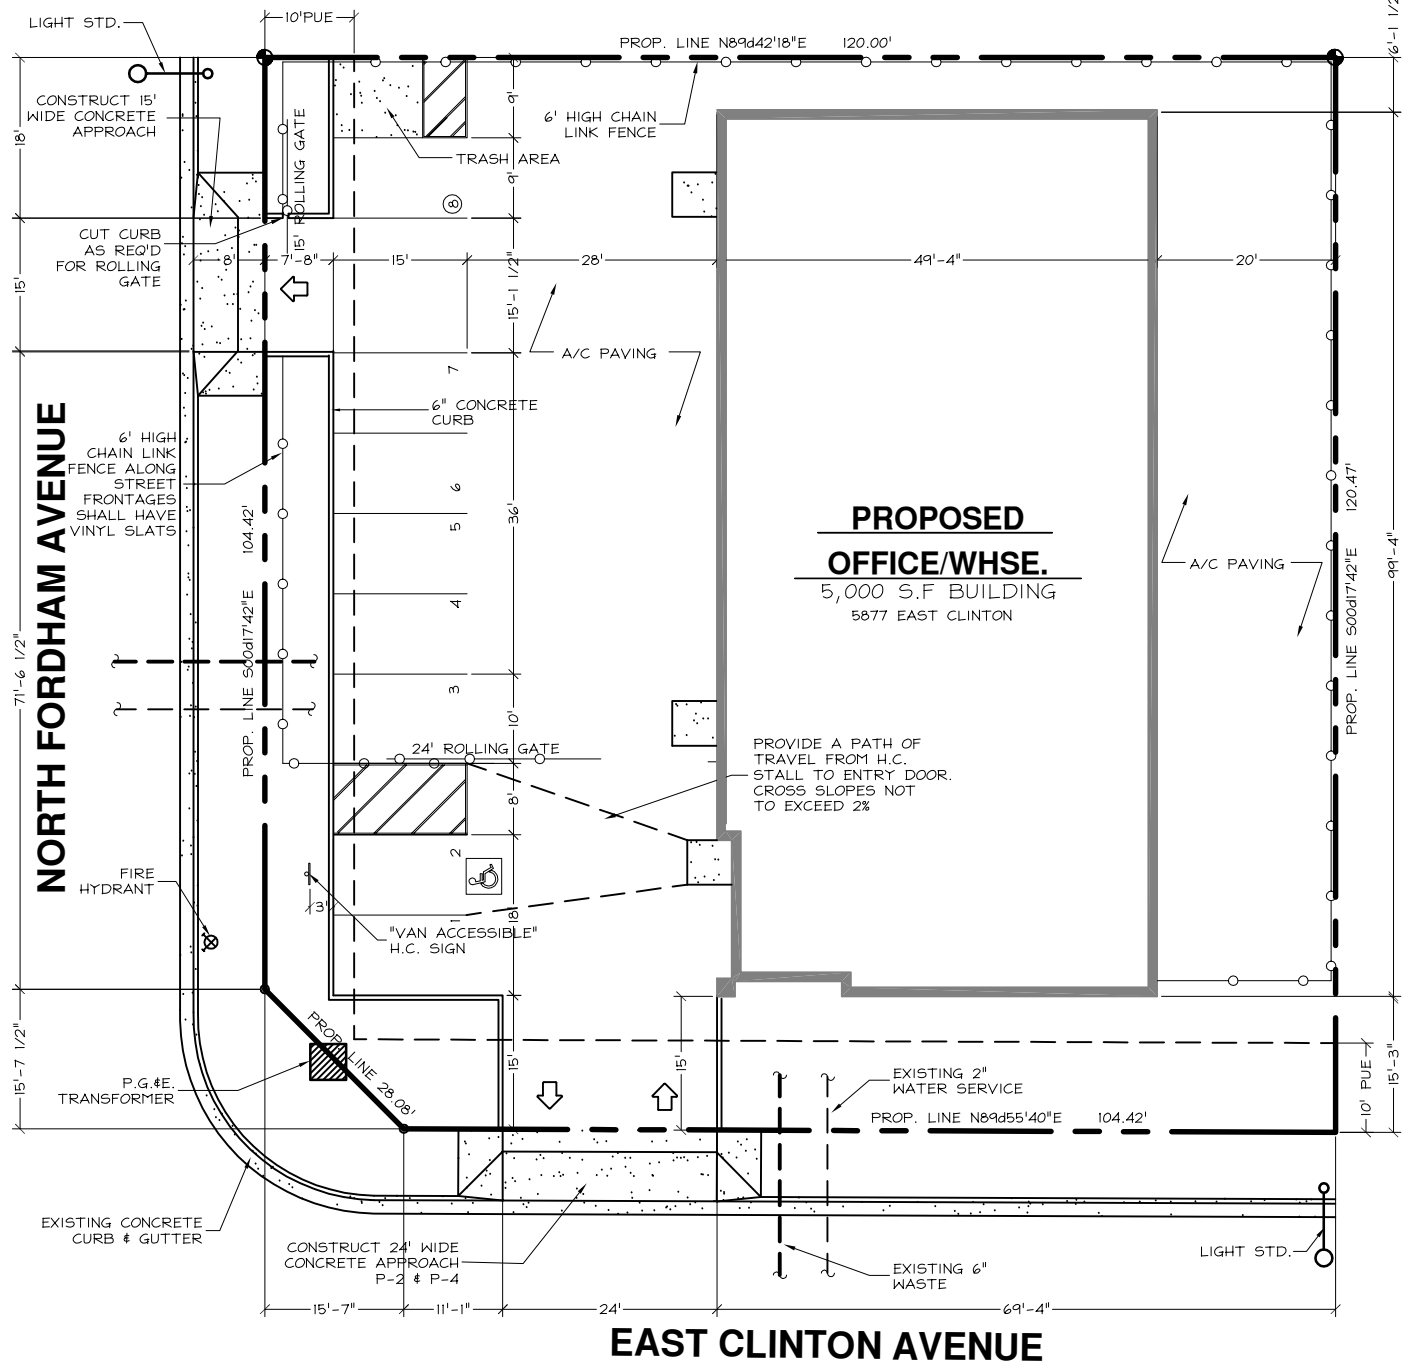 LIGHT STD.
10'PUE
PROP. LINE N89d42'18"E 120.00'
6'-1 1/2"
CONSTRUCT 15'
WIDE CONCRETE
APPROACH
18'
ROLLING GATE
15'
9'
6' HIGH CHAIN
LINK FENCE
TRASH AREA
9'
8
CUT CURB
AS REQ'D
FOR ROLLING
GATE
8'
7'-8"
15'
28'
49'-4"
20'
15'
15'-1 1/2"
A/C PAVING
7
6" CONCRETE
CURB
6' HIGH
CHAIN LINK
FENCE ALONG
STREET
FRONTAGES
SHALL HAVE
VINYL SLATS
NORTH FORDHAM AVENUE
PROP. LINE S00d17'42"E 104.42'
6
5
36'
4
3
10'
PROPOSED
OFFICE/WHSE.
5,000 S.F BUILDING
5877 EAST CLINTON
A/C PAVING
PROP. LINE S00d17'42"E 120.47'
99'-4"
71'-6 1/2"
24' ROLLING GATE
PROVIDE A PATH OF
TRAVEL FROM H.C.
STALL TO ENTRY DOOR.
CROSS SLOPES NOT
TO EXCEED 2%
8'
2
FIRE
HYDRANT
3'
1
18'
"VAN ACCESSIBLE"
H.C. SIGN
PROP. LINE 28.08'
15'-7 1/2"
P.G.&E.
TRANSFORMER
15'
15'
EXISTING 2"
WATER SERVICE
PROP. LINE N89d55'40"E 104.42'
10' PUE
15'-3"
EXISTING CONCRETE
CURB & GUTTER
CONSTRUCT 24' WIDE
CONCRETE APPROACH
P-2 & P-4
EXISTING 6"
WASTE
LIGHT STD.
15'-7"
11'-1"
24'
69'-4"
EAST CLINTON AVENUE